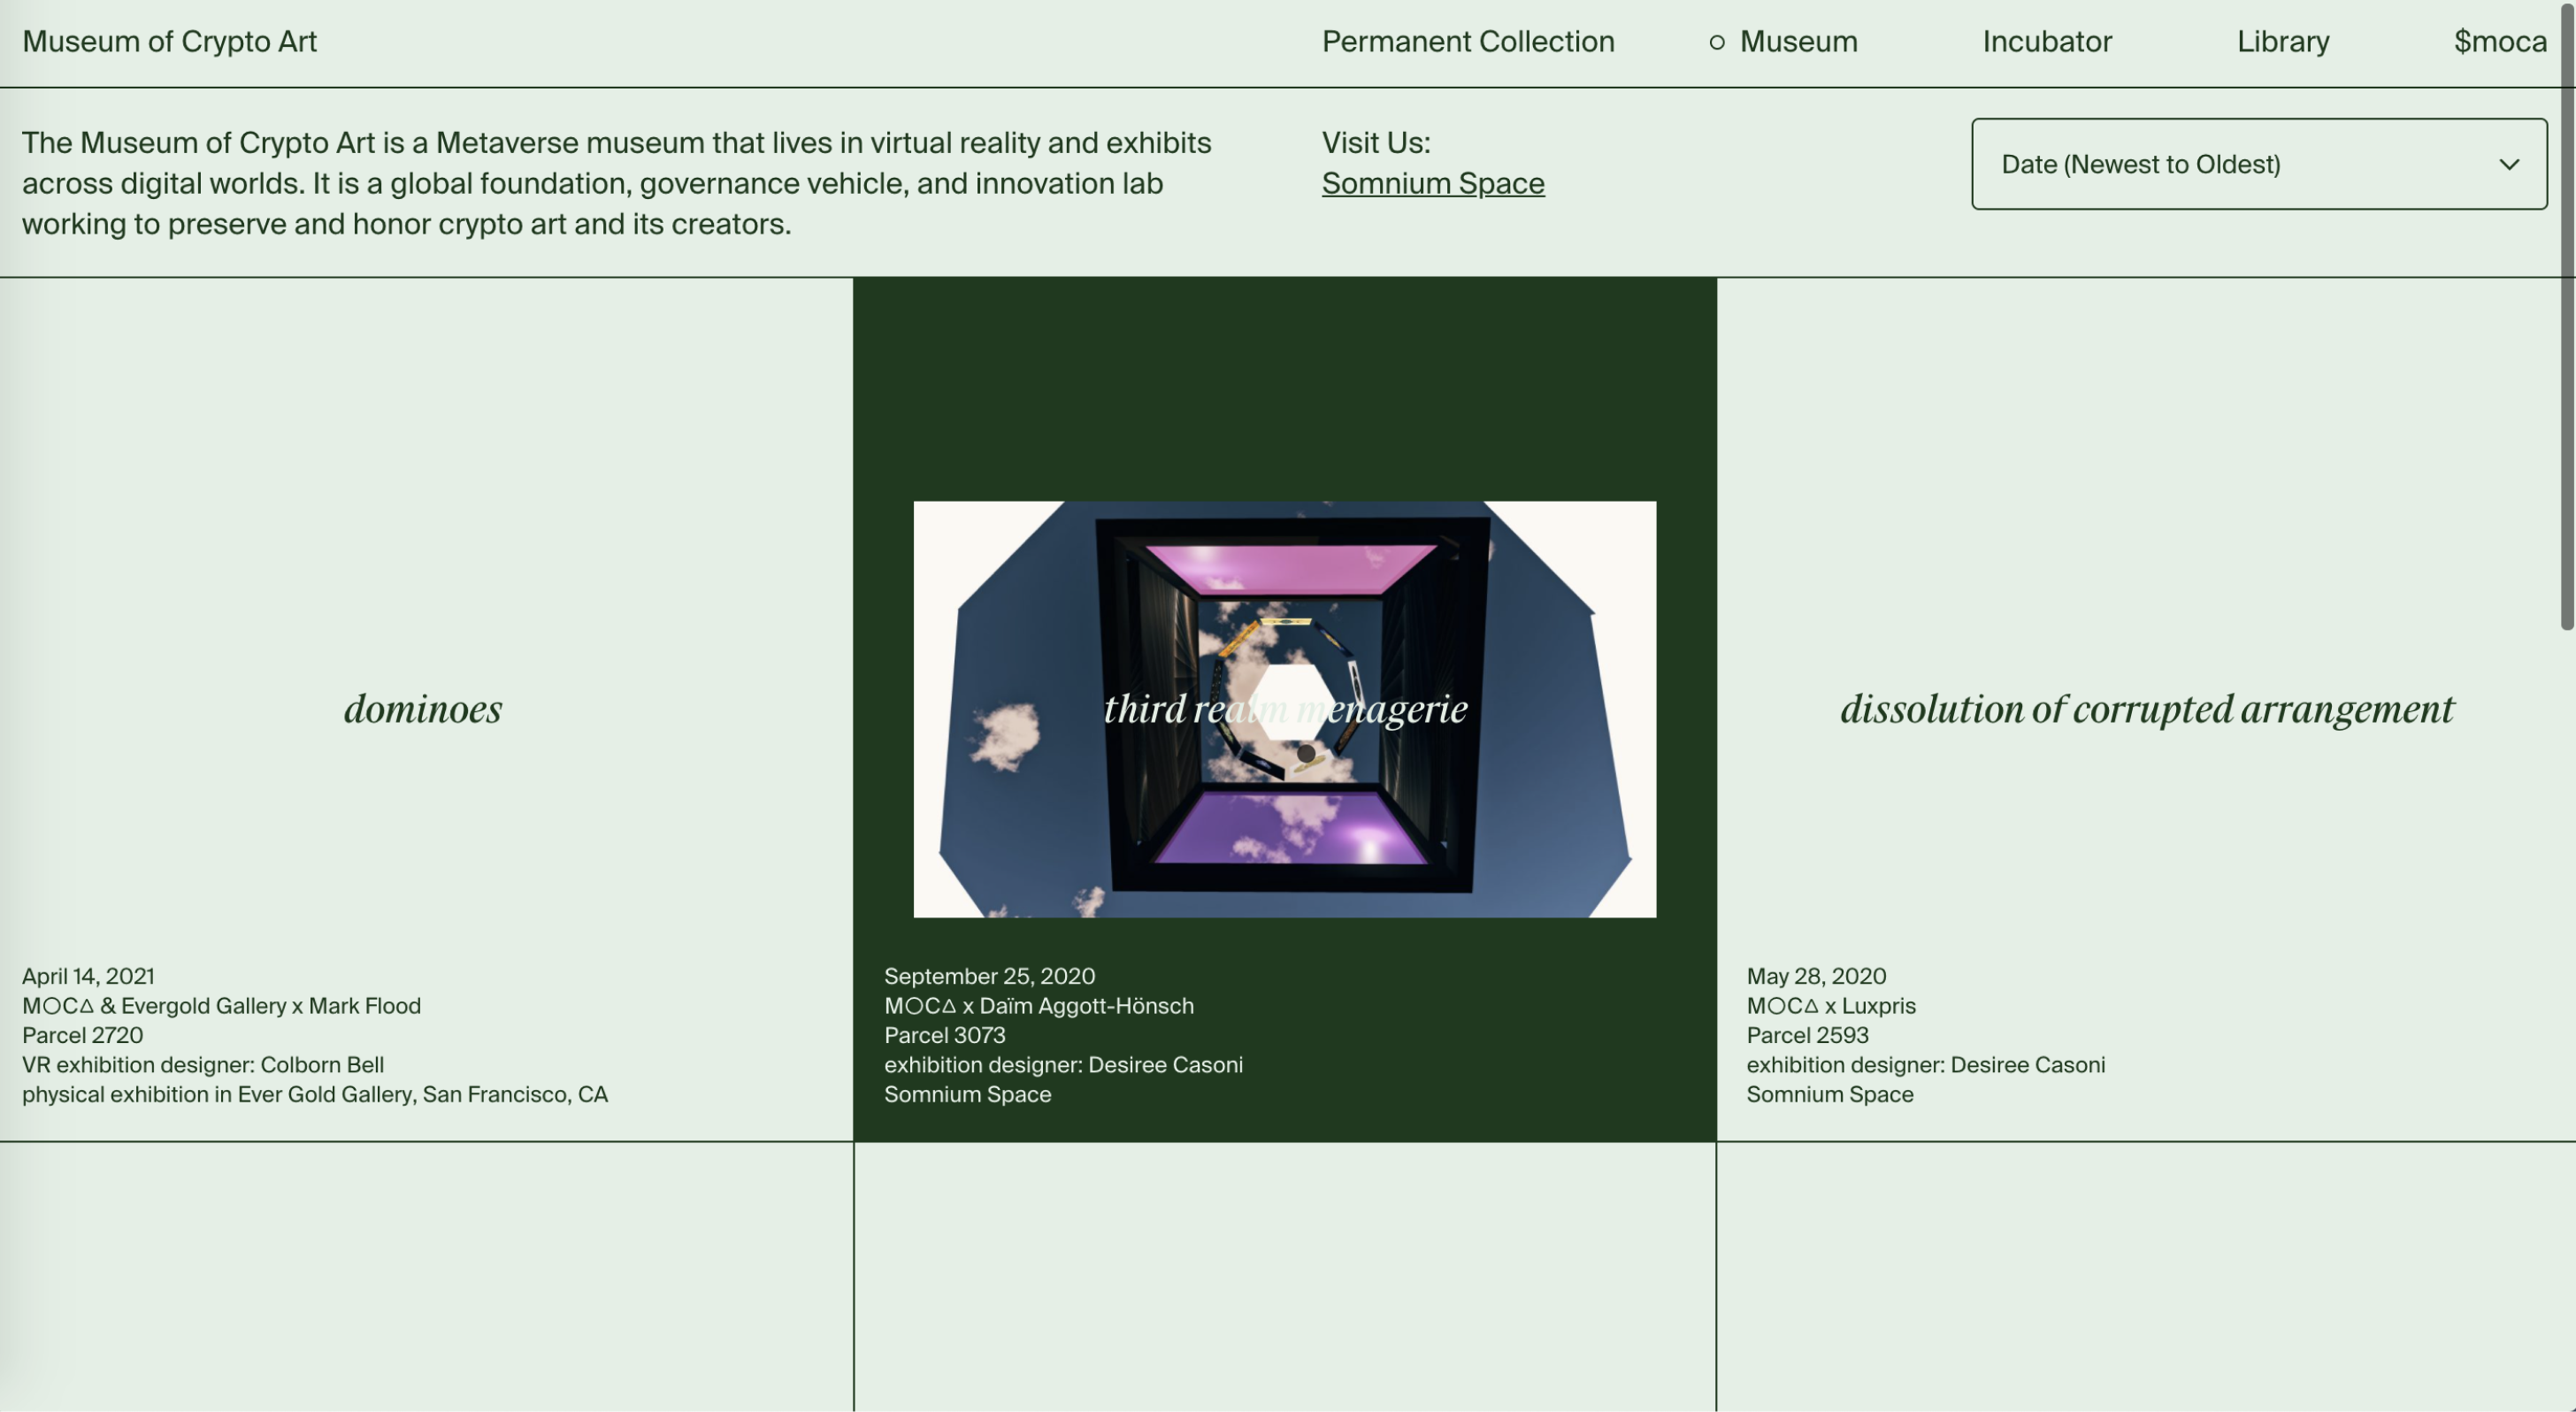 Museum of Crypto Art
Permanent Collection
Museum
Incubator
Library
$moca
The Museum of Crypto Art is a Metaverse museum that lives in virtual reality and exhibits
across digital worlds. It is a global foundation, governance vehicle, and innovation lab
working to preserve and honor crypto art and its creators.
Visit Us:
Somnium Space
Date (Newest to Oldest)
dominoes
April 14, 2021
M○C△ & Evergold Gallery x Mark Flood
Parcel 2720
VR exhibition designer: Colborn Bell
physical exhibition in Ever Gold Gallery, San Francisco, CA
third realm menagerie
September 25, 2020
M○C△ x Daïm Aggott-Hönsch
Parcel 3073
exhibition designer: Desiree Casoni
Somnium Space
dissolution of corrupted arrangement
May 28, 2020
M○C△ x Luxpris
Parcel 2593
exhibition designer: Desiree Casoni
Somnium Space